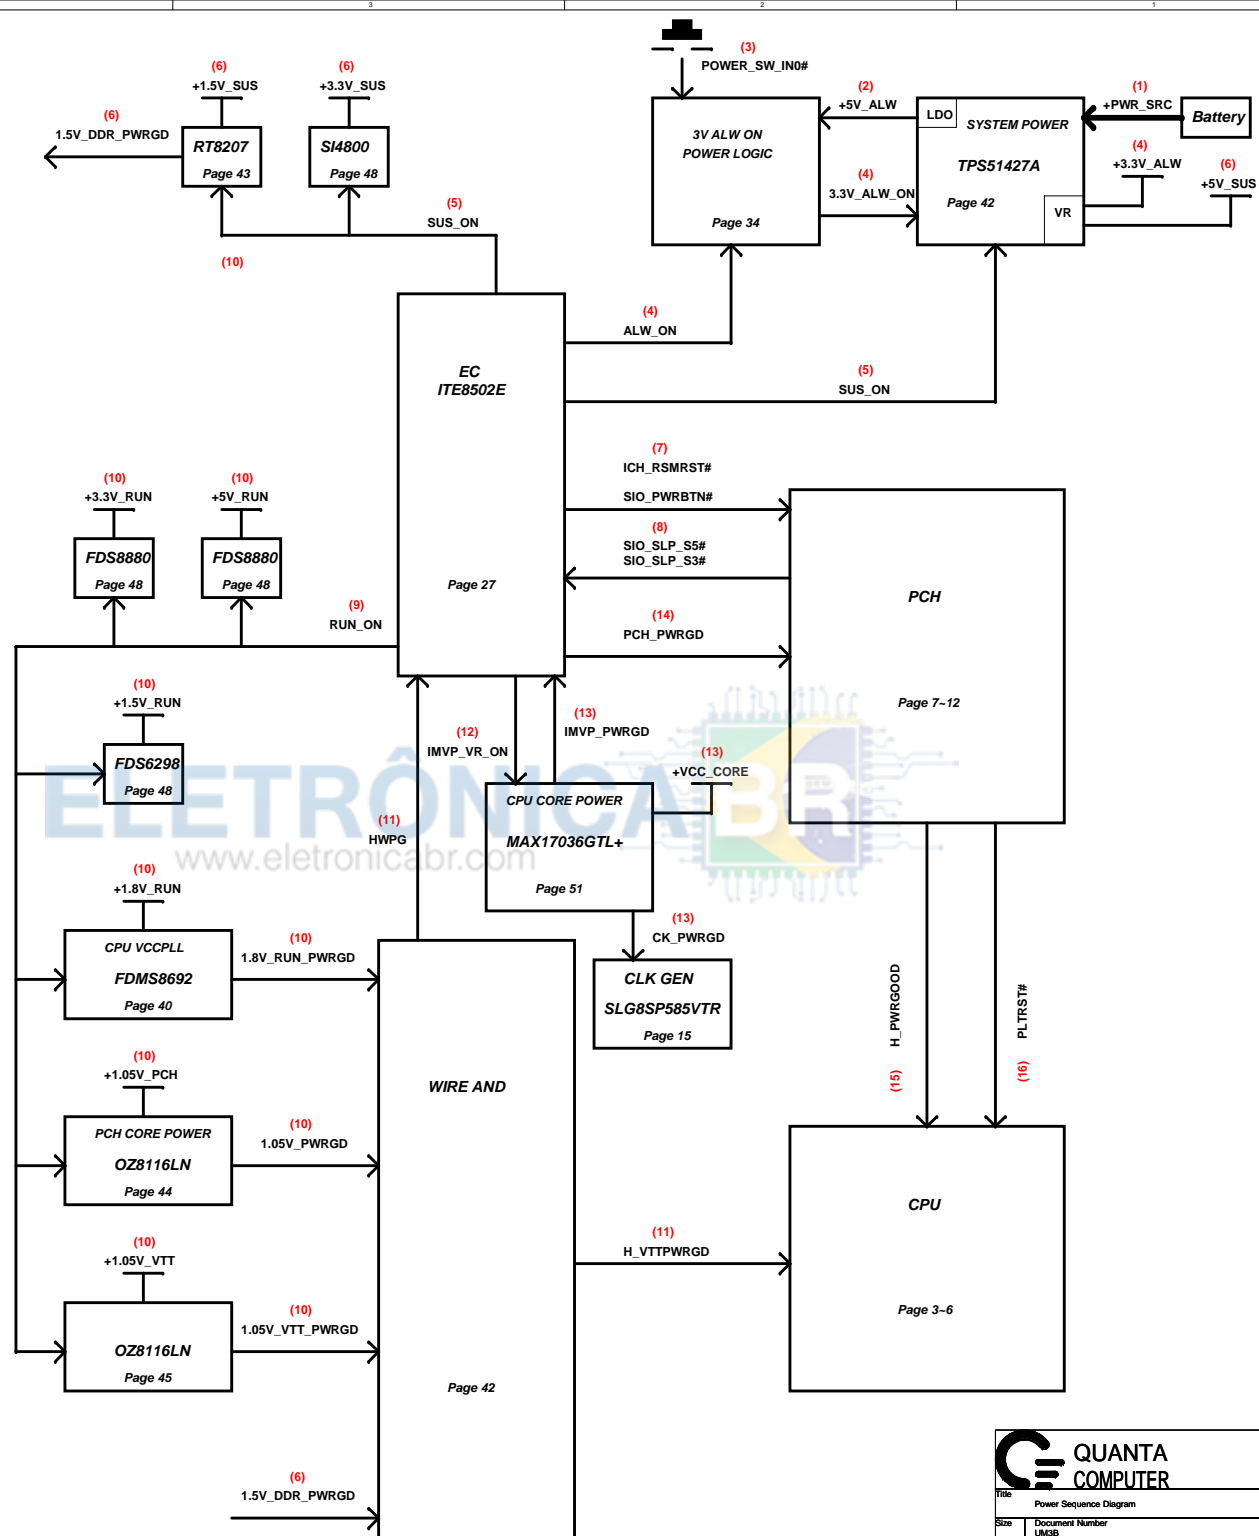 3
2
1
(3)
POWER_SW_IN0#
(6)
+1.5V_SUS
(6)
+3.3V_SUS
(6)
1.5V_DDR_PWRGD
RT8207
Page 43
SI4800
Page 48
(5)
SUS_ON
(10)
3V ALW ON
POWER LOGIC
Page 34
(2)
+5V_ALW
(4)
3.3V_ALW_ON
LDO
SYSTEM POWER
TPS51427A
Page 42
VR
(1)
+PWR_SRC
Battery
(4)
+3.3V_ALW
(6)
+5V_SUS
(4)
ALW_ON
(5)
SUS_ON
EC
ITE8502E
Page 27
(7)
ICH_RSMRST#
SIO_PWRBTN#
(8)
SIO_SLP_S5#
SIO_SLP_S3#
(14)
PCH_PWRGD
PCH
Page 7~12
(10)
+3.3V_RUN
(10)
+5V_RUN
FDS8880
Page 48
FDS8880
Page 48
(9)
RUN_ON
(10)
+1.5V_RUN
FDS6298
Page 48
(12)
IMVP_VR_ON
(13)
IMVP_PWRGD
(13)
+VCC_CORE
ELETRÔNICA BR
www.eletronicabr.com
(11)
HWPG
CPU CORE POWER
MAX17036GTL+
Page 51
(13)
CK_PWRGD
CLK GEN
SLG8SP585VTR
Page 15
(10)
+1.8V_RUN
CPU VCCPLL
FDMS8692
Page 40
(10)
1.8V_RUN_PWRGD
(15) H_PWRGOOD
(16) PLTRST#
(10)
+1.05V_PCH
PCH CORE POWER
OZ8116LN
Page 44
(10)
1.05V_PWRGD
WIRE AND
Page 42
(10)
+1.05V_VTT
OZ8116LN
Page 45
(10)
1.05V_VTT_PWRGD
(11)
H_VTTPWRGD
CPU
Page 3~6
(6)
1.5V_DDR_PWRGD
QUANTA
COMPUTER
Title
Power Sequence Diagram
Size
Document Number
UM3B